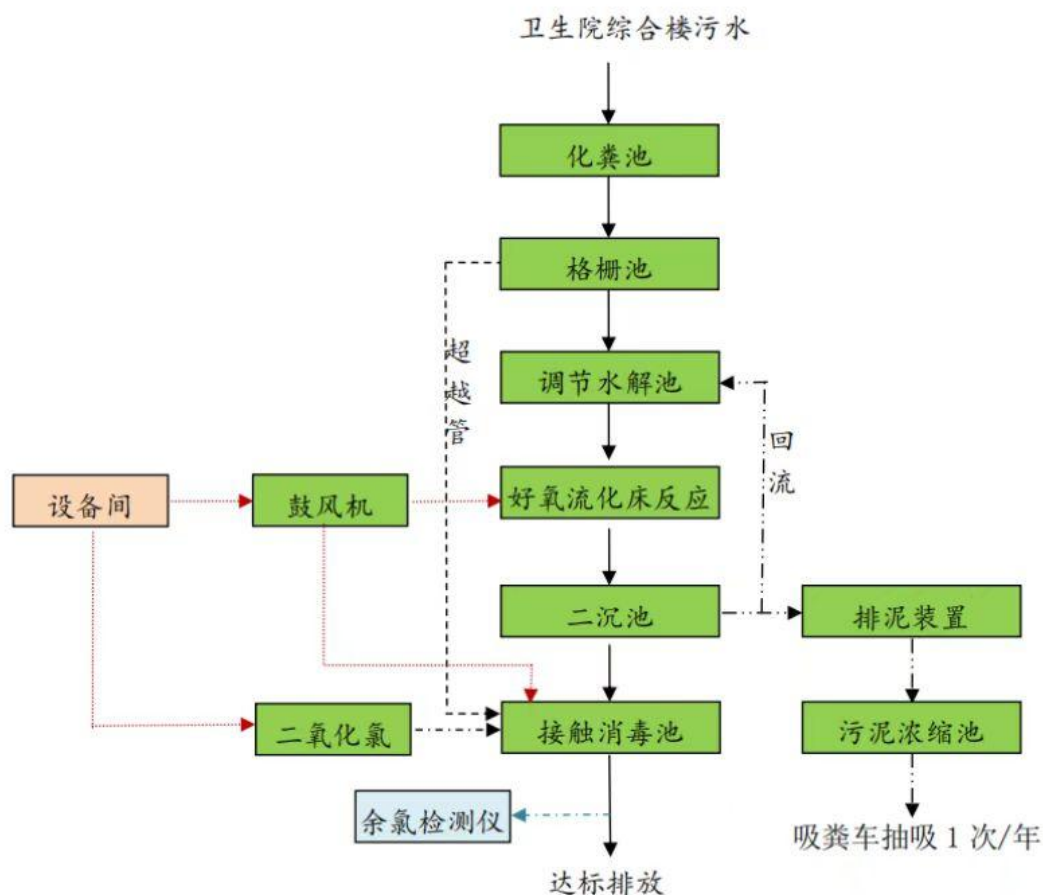 卫生院综合楼污水
化粪池
格栅池
超越管
调节水解池
回流
设备间
鼓风机
好氧流化床反应
二沉池
排泥装置
二氧化氯
接触消毒池
污泥浓缩池
余氯检测仪
吸粪车抽吸1次/年
达标排放